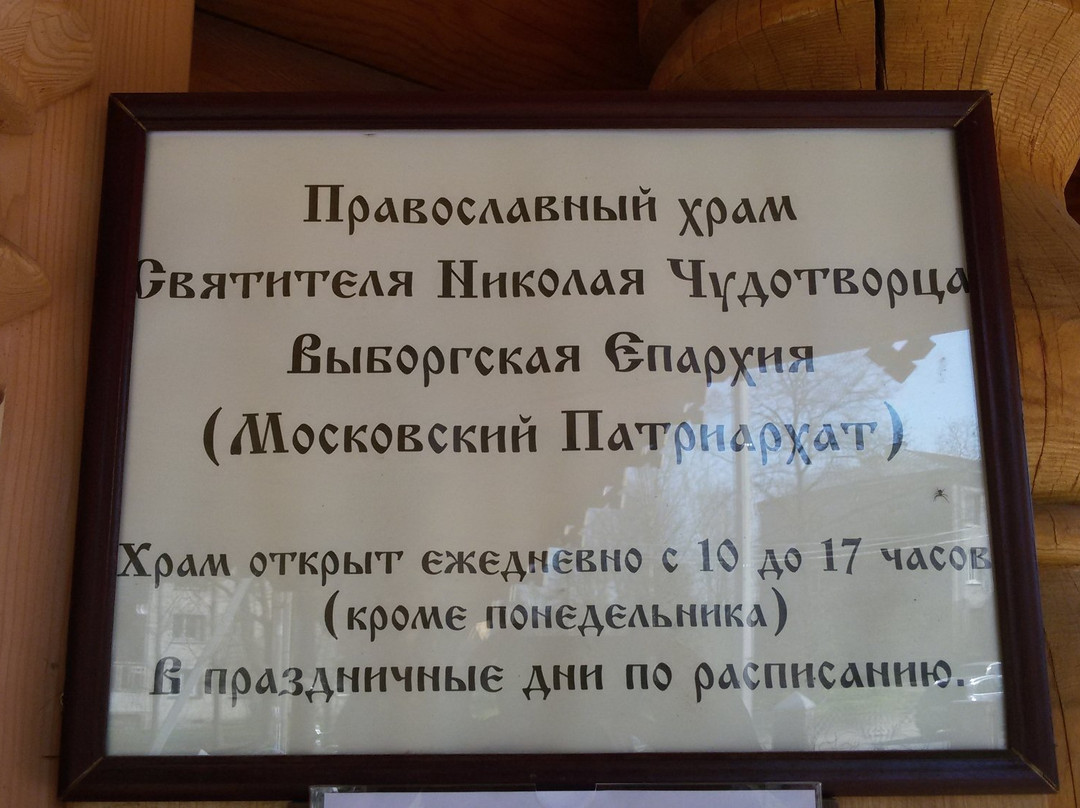 Православный храм
Святителя Николая Чудотворца
Выборгская Епархия
(Московский Патриархат)
Храм открыт ежедневно с 10 до 17 часов
(кроме понедельника)
В праздничные дни по расписанию.